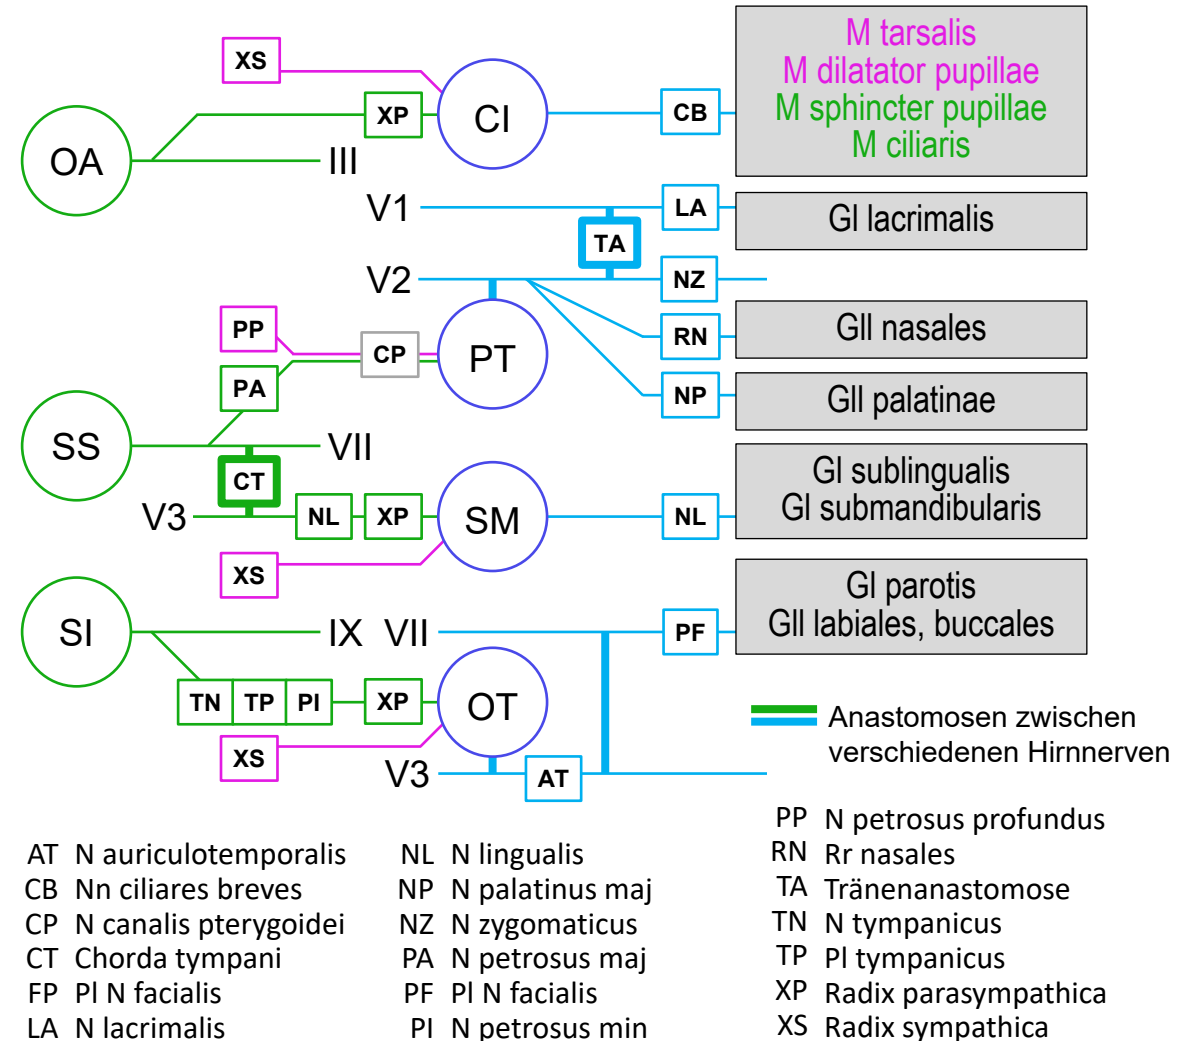 XS
M tarsalis
M dilatator pupillae
M sphincter pupillae
M ciliaris
XP
CI
CB
OA
III
V1
LA
Gl lacrimalis
TA
V2
NZ
PP
CP
PT
RN
Gll nasales
PA
NP
Gll palatinae
SS
VII
CT
V3
NL
XP
SM
NL
Gl sublingualis
Gl submandibularis
XS
SI
IX
VII
PF
Gl parotis
Gll labiales, buccales
TN
TP
PI
XP
OT
XS
V3
AT
Anastomosen zwischen
verschiedenen Hirnnerven
AT N auriculotemporalis
CB Nn ciliares breves
CP N canalis pterygoidei
CT Chorda tympani
FP Pl N facialis
LA N lacrimalis
NL N lingualis
NP N palatinus maj
NZ N zygomaticus
PA N petrosus maj
PF Pl N facialis
PI N petrosus min
PP N petrosus profundus
RN Rr nasales
TA Tränenanastomose
TN N tympanicus
TP Pl tympanicus
XP Radix parasympathica
XS Radix sympathica